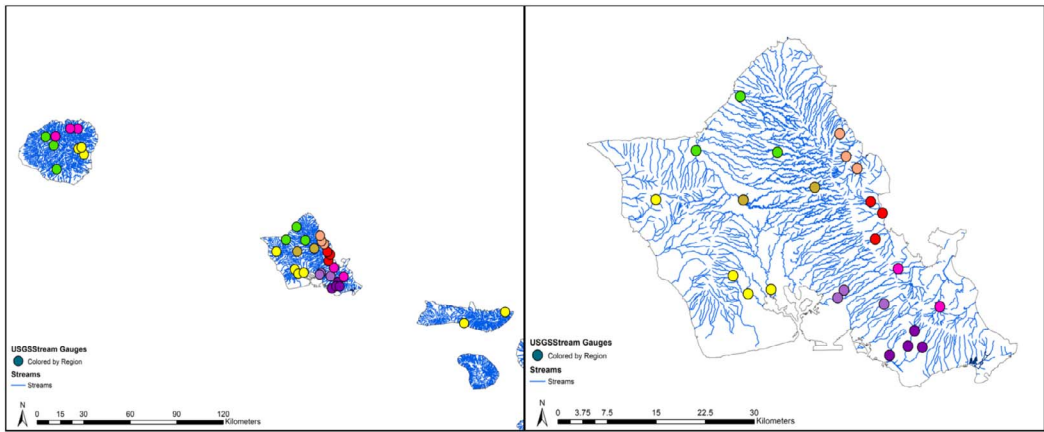 USGSStream Gauges
Colored by Region
Streams
Streams
N
0 15 30 60 90 120
Kilometers
USGSStream Gauges
Colored by Region
Streams
Streams
N
0 3.75 7.5 15 22.5 30
Kilometers